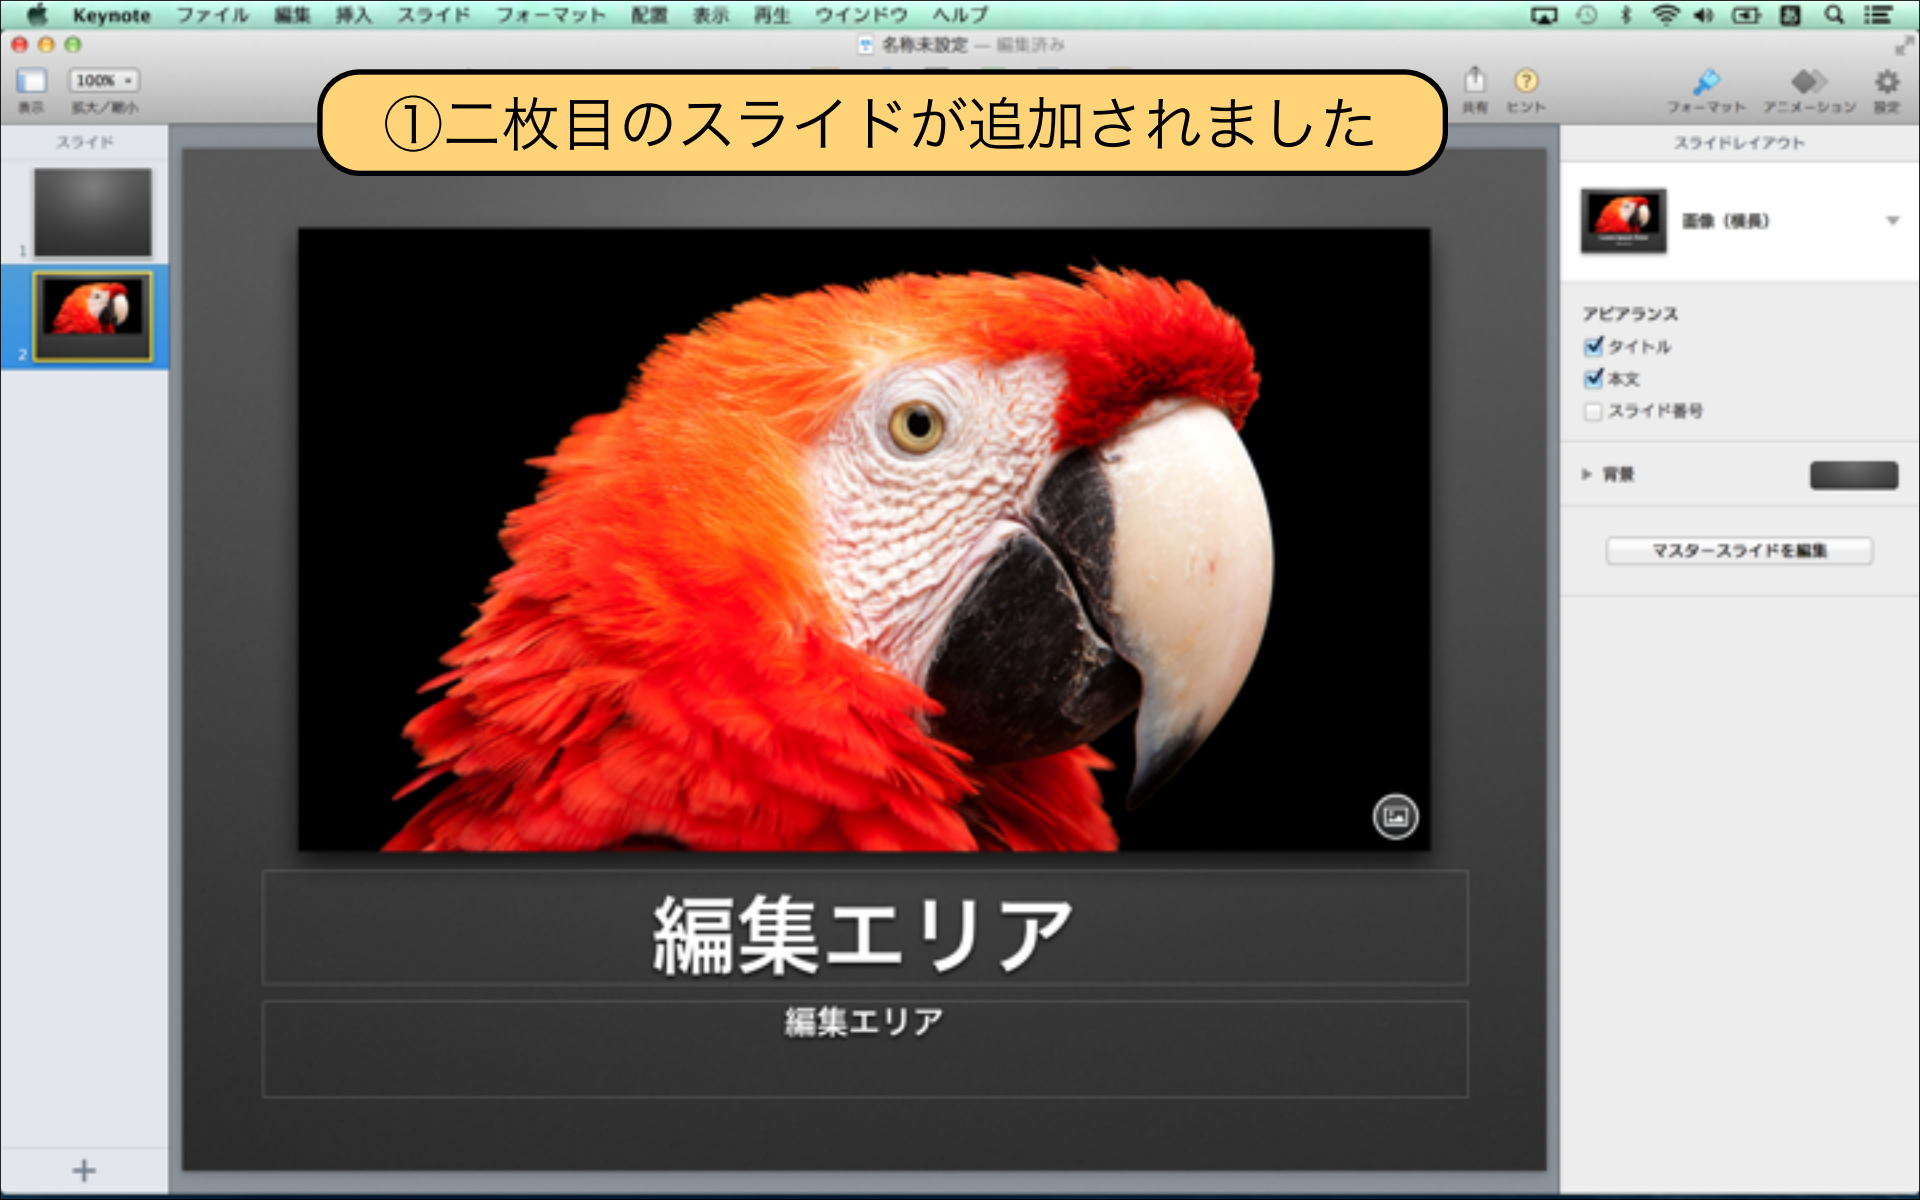 Keynote ファイル 編集 挿入 スライド フォーマット 配置 表示 再生 ウインドウ ヘルプ
名称未設定 — 編集済み
100%
表示 拡大/縮小
共有 ヒント フォーマット アニメーション 設定
①二枚目のスライドが追加されました
スライド
1
2
編集エリア
編集エリア
スライドレイアウト
画像（横長）
アピアランス
タイトル
本文
スライド番号
背景
マスタースライドを編集